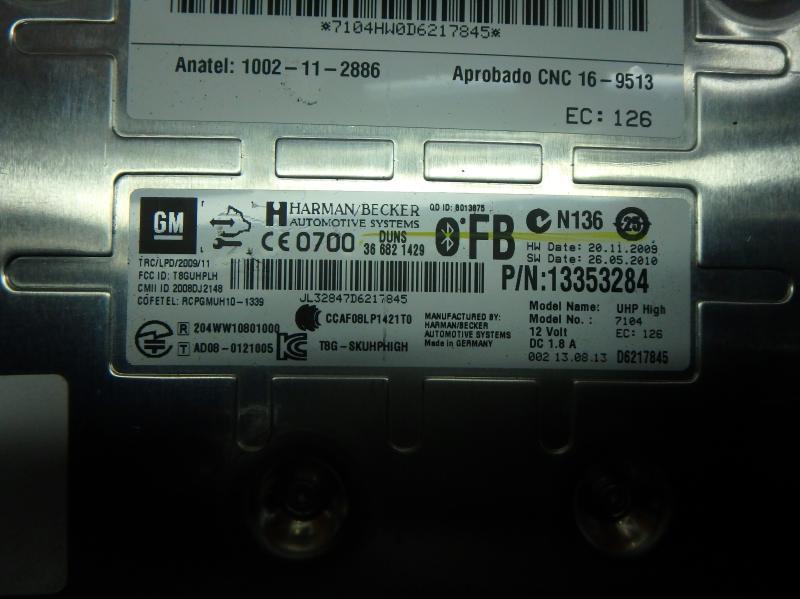 *7104HW0D6217845*
Anatel: 1002-11-2886 Aprobado CNC 16-9513
EC: 126
GM HARMAN/BECKER QD ID: B013875
AUTOMOTIVE SYSTEMS
CE 0700 DUNS FB N136 25
36 682 1429
HW Date: 20.11.2009
SW Date: 26.05.2010
TRC/LPD/2009/11
FCC ID: T8GUHPLH
CMII ID 2008DJ2148
COFETEL: RCPGMUH10-1339
P/N:13353284
JL32847D6217845
R 204WW10801000
T AD08-0121005
CCAF08LP1421T0
T8G-SKUHPHIGH
MANUFACTURED BY:
HARMAN/BECKER
AUTOMOTIVE SYSTEMS
Made in GERMANY
Model Name: UHP High
Model No.: 7104
12 Volt EC: 126
DC 1.8 A
002 13.08.13 D6217845